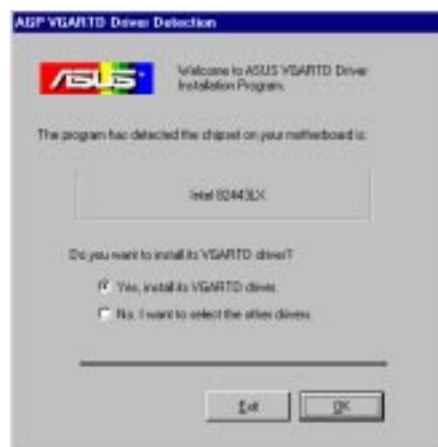 AGP VGARTD Driver Detection
ASUS
Welcome to ASUS VGARTD Driver
Installation Program.
The program has detected the chipset on your motherboard is:
Intel 82443LX
Do you want to install its VGARTD driver?
Yes, install its VGARTD driver.
No. I want to select the other drivers.
Exit
OK